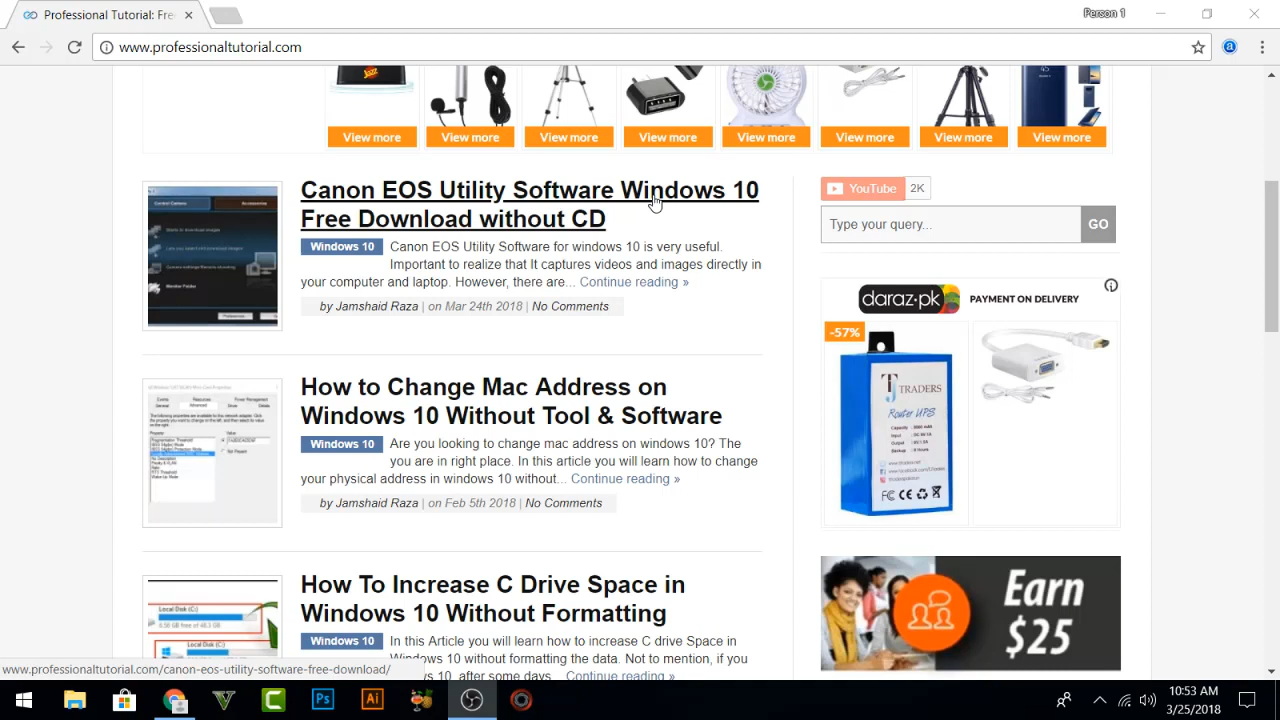 Professional Tutorial: Fre
Person 1
www.professionaltutorial.com
Jazz
View more
View more
View more
View more
View more
View more
View more
View more
Canon EOS Utility Software Windows 10
Free Download without CD
Windows 10
Canon EOS Utility Software for windows 10 is very useful.
Important to realize that It captures videos and images directly in
your computer and laptop. However, there are... Continue reading »
by Jamshaid Raza | on Mar 24th 2018 | No Comments
YouTube 2K
Type your query...
GO
daraz.pk
PAYMENT ON DELIVERY
-57%
TJ
TRADERS
Router UPS
How to Change Mac Address on
Windows 10 Without Tool & Software
Windows 10
Are you looking to change mac address on windows 10? The
you are in right place. In this article you will learn how to change
your physical address in windows 10 without... Continue reading »
by Jamshaid Raza | on Feb 5th 2018 | No Comments
How To Increase C Drive Space in
Windows 10 Without Formatting
Local Disk (C:)
Windows 10
In this Article you will learn how to increase C drive Space in
Windows 10 without formatting the data. Not to mention, if you
10, after some days... Continue reading »
Earn
$25
www.professionaltutorial.com/canon-eos-utility-software-free-download/
Ps
Ai
10:53 AM
3/25/2018